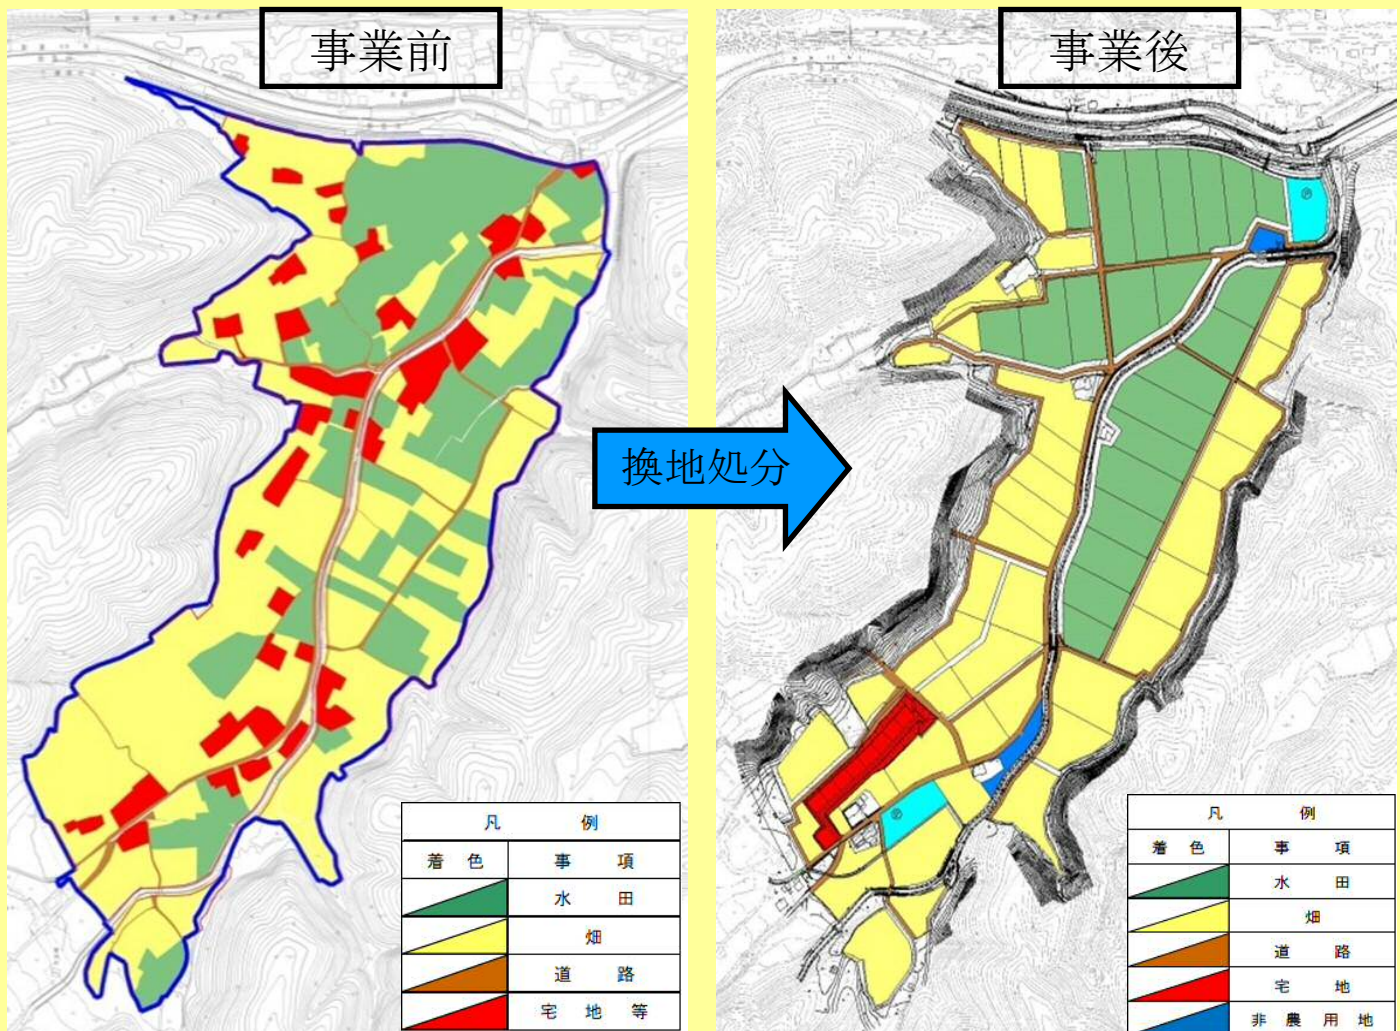 事業前
事業後
換地処分
凡 例
着 色 事 項
水 田
畑
道 路
宅 地 等
凡 例
着 色 事 項
水 田
畑
道 路
宅 地
非 農 用 地